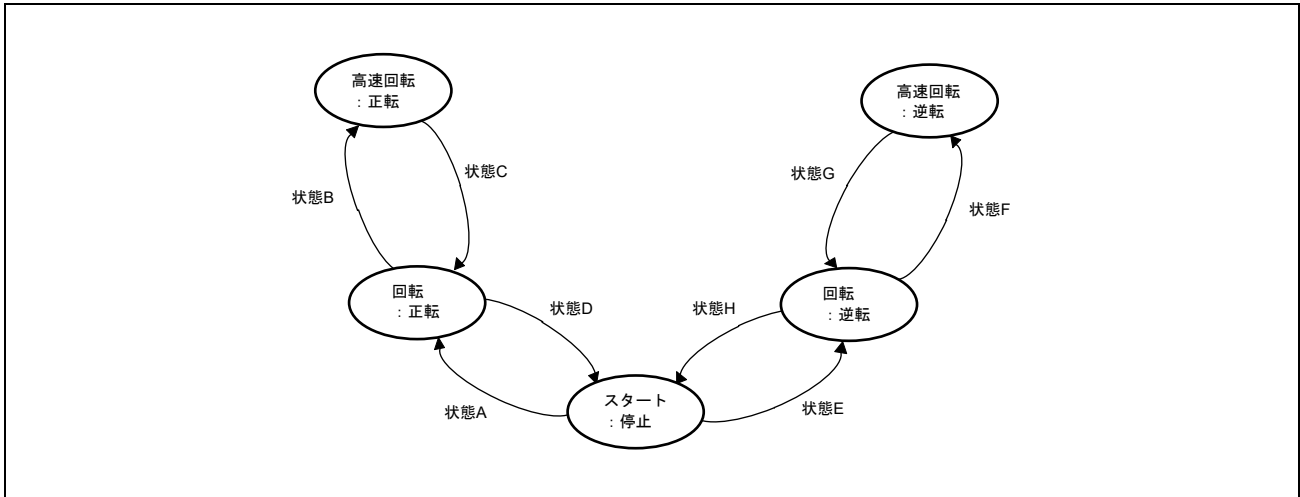 高速回転
：正転
高速回転
：逆転
状態C
状態G
状態B
状態F
回転
：正転
回転
：逆転
状態D
状態H
スタート
：停止
状態A
状態E